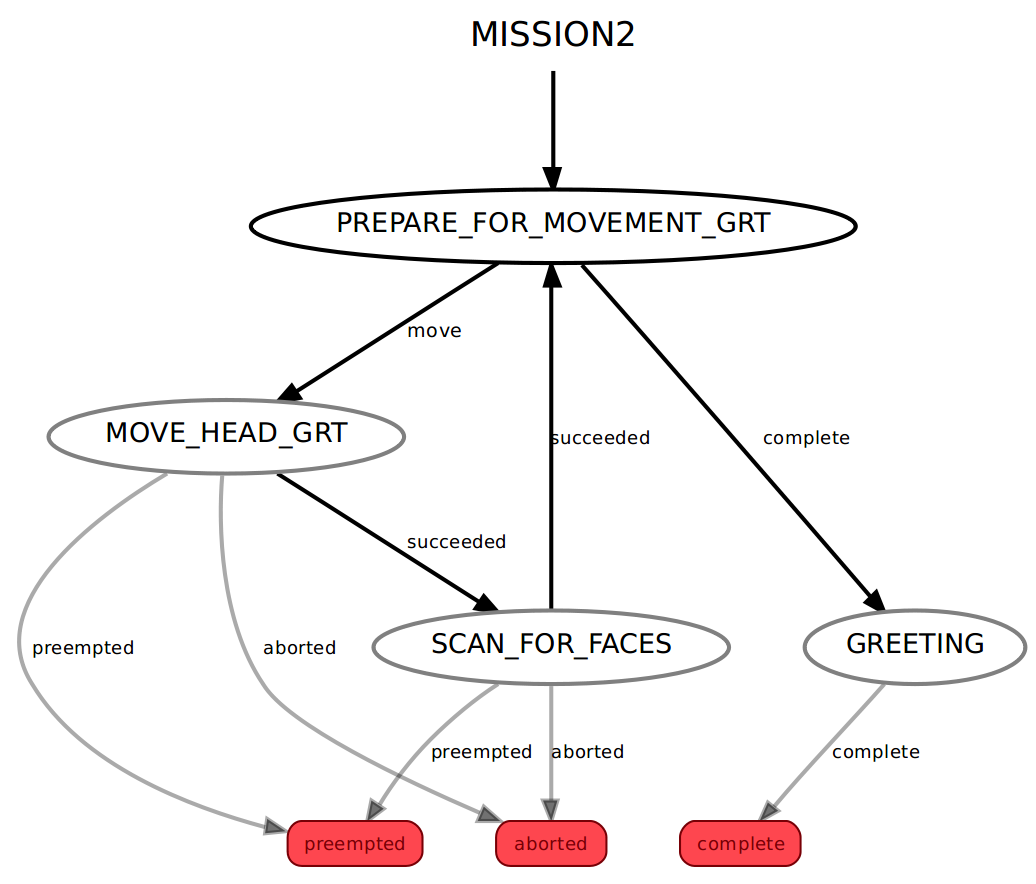 MISSION2
PREPARE_FOR_MOVEMENT_GRT
move
MOVE_HEAD_GRT
succeeded
complete
succeeded
SCAN_FOR_FACES
GREETING
preempted
aborted
preempted
aborted
complete
preempted
aborted
complete